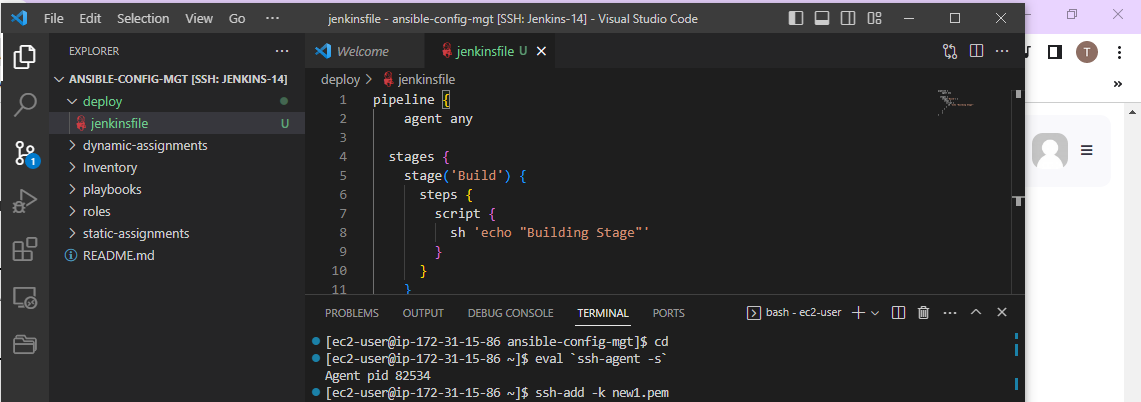 File Edit Selection View Go ··· jenkinsfile - ansible-config-mgt [SSH: Jenkins-14] - Visual Studio Code
EXPLORER ···
ANSIBLE-CONFIG-MGT [SSH: JENKINS-14]
deploy
jenkinsfile U
dynamic-assignments
Inventory
playbooks
roles
static-assignments
README.md
1
Welcome
jenkinsfile U
deploy > jenkinsfile
1 pipeline {
2 agent any
3
4 stages {
5 stage('Build') {
6 steps {
7 script {
8 sh 'echo "Building Stage"'
9 }
10 }
11 }
PROBLEMS OUTPUT DEBUG CONSOLE TERMINAL PORTS
bash - ec2-user
[ec2-user@ip-172-31-15-86 ansible-config-mgt]$ cd
[ec2-user@ip-172-31-15-86 ~]$ eval `ssh-agent -s`
Agent pid 82534
[ec2-user@ip-172-31-15-86 ~]$ ssh-add -k new1.pem
T
»